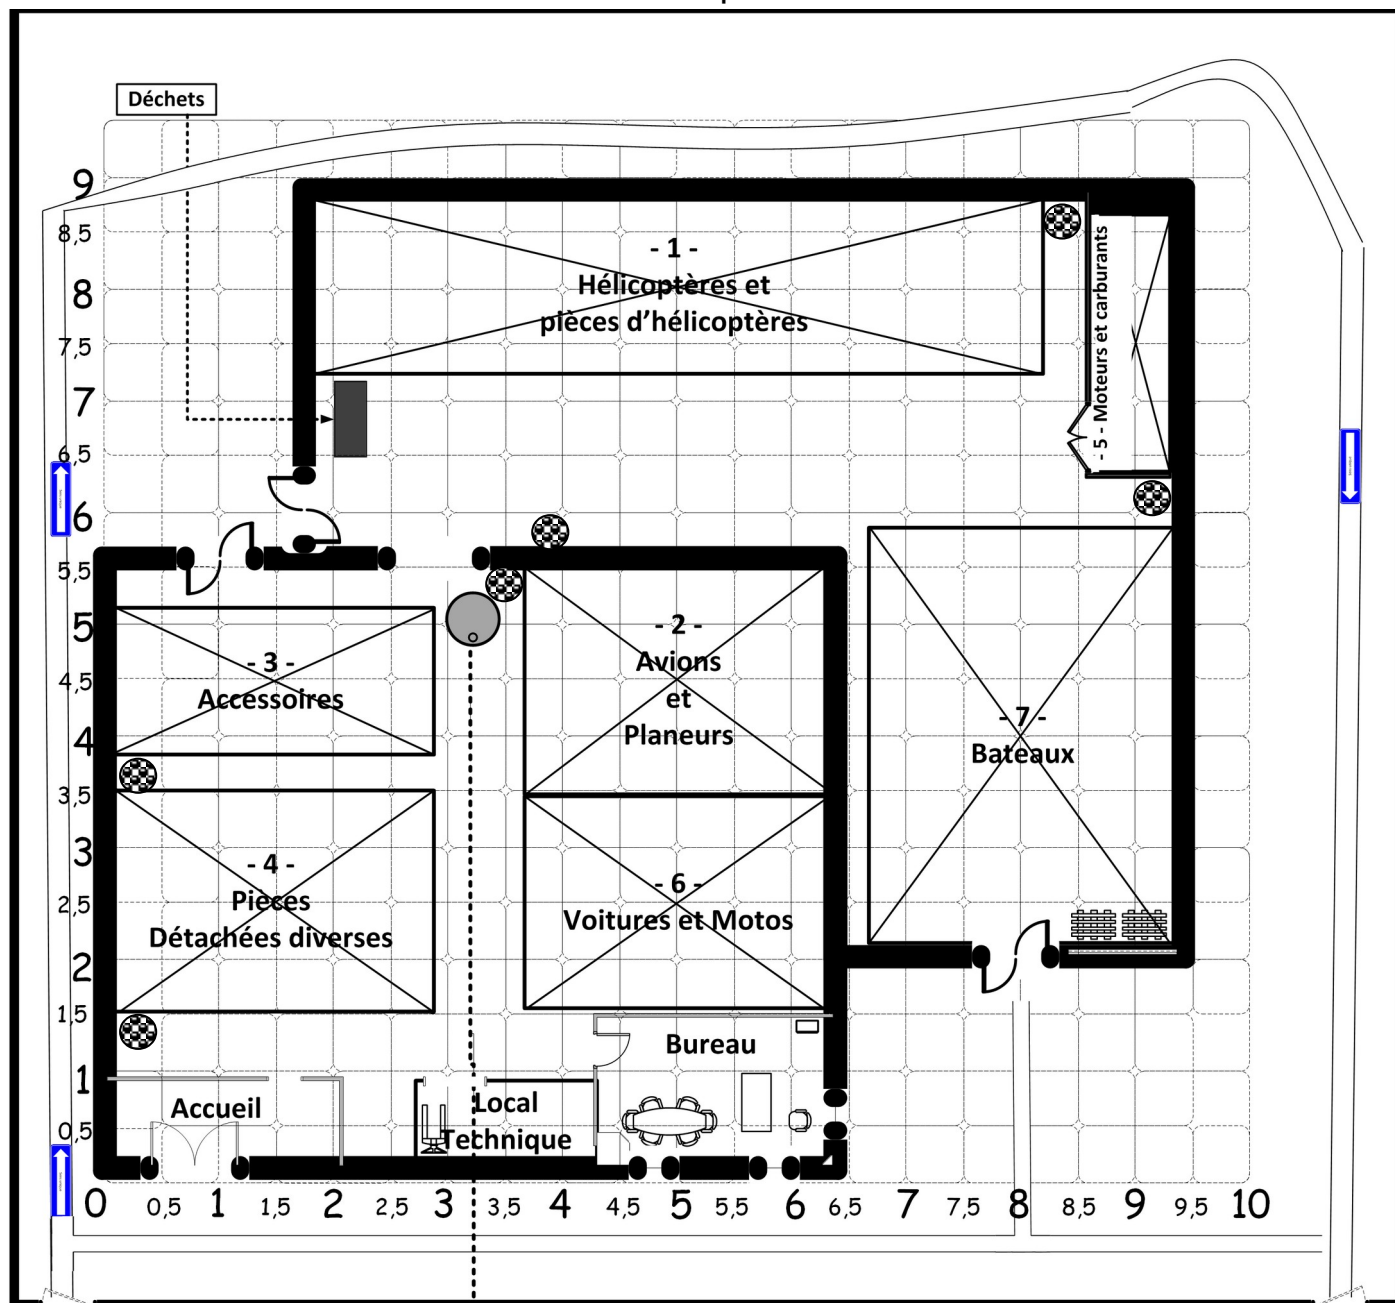 Déchets
9
8,5
8
7,5
7
6,5
6
5,5
5
4,5
4
3,5
3
2,5
2
1,5
1
0,5
- 1 -
Hélicoptères et
pièces d’hélicoptères
- 5 - Moteurs et carburants
- 2 -
Avions
et
Planeurs
- 3 -
Accessoires
- 7 -
Bateaux
- 4 -
Pièces
Détachées diverses
- 6 -
Voitures et Motos
Bureau
Accueil
Local
Technique
0 0,5 1 1,5 2 2,5 3 3,5 4 4,5 5 5,5 6 6,5 7 7,5 8 8,5 9 9,5 10